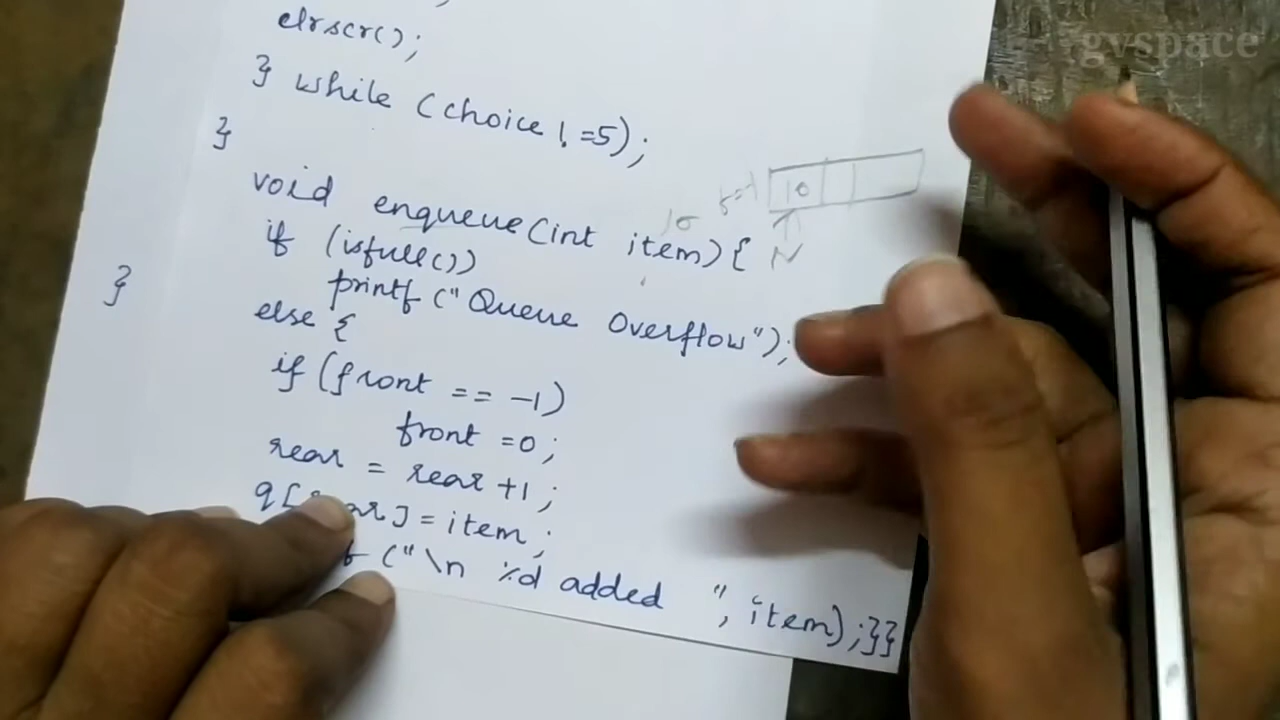 gvspace
clrscr();
} while (choice != 5);
}
void enqueue(int item) {
if (isfull())
printf ("Queue Overflow");
}
else {
if (front == -1)
front = 0;
rear = rear +1;
q[rear] = item;
("\n %d added ", item);}}
10
10